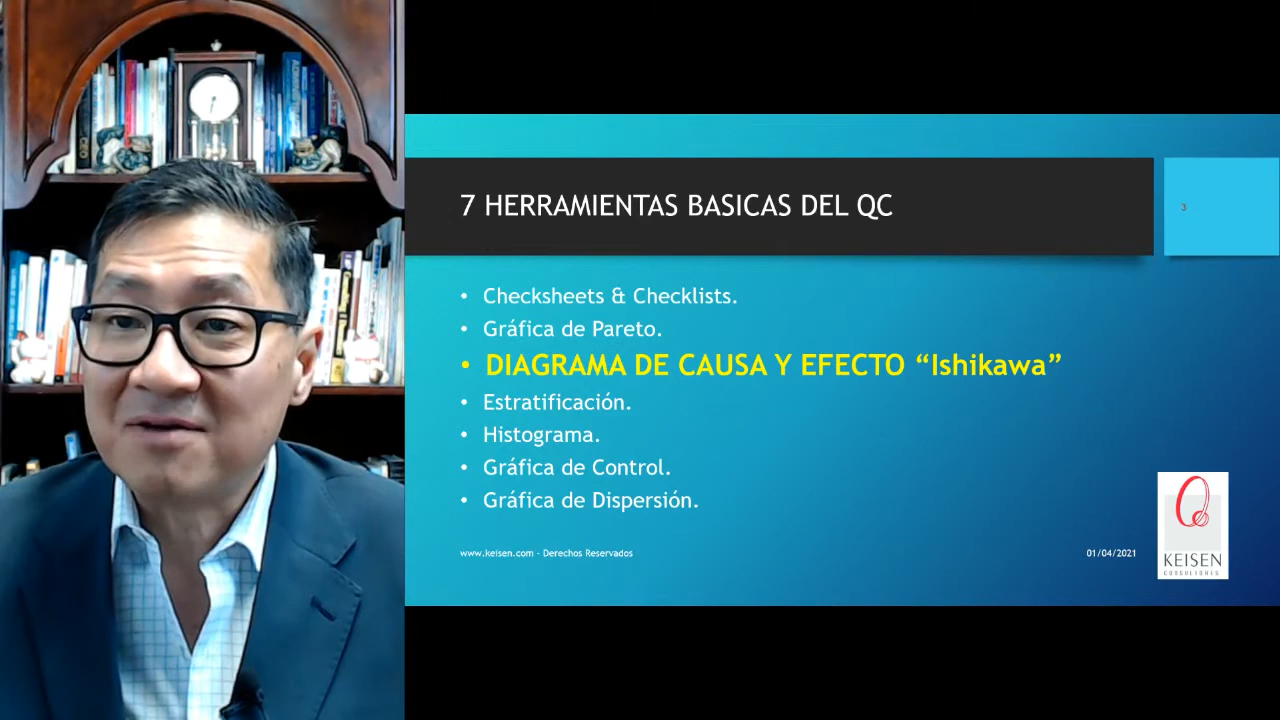 7 HERRAMIENTAS BASICAS DEL QC
3
• Checksheets & Checklists.
• Gráfica de Pareto.
• DIAGRAMA DE CAUSA Y EFECTO “Ishikawa”
• Estratificación.
• Histograma.
• Gráfica de Control.
• Gráfica de Dispersión.
www.keisen.com - Derechos Reservados
01/04/2021
KEISEN
CONSULTORES